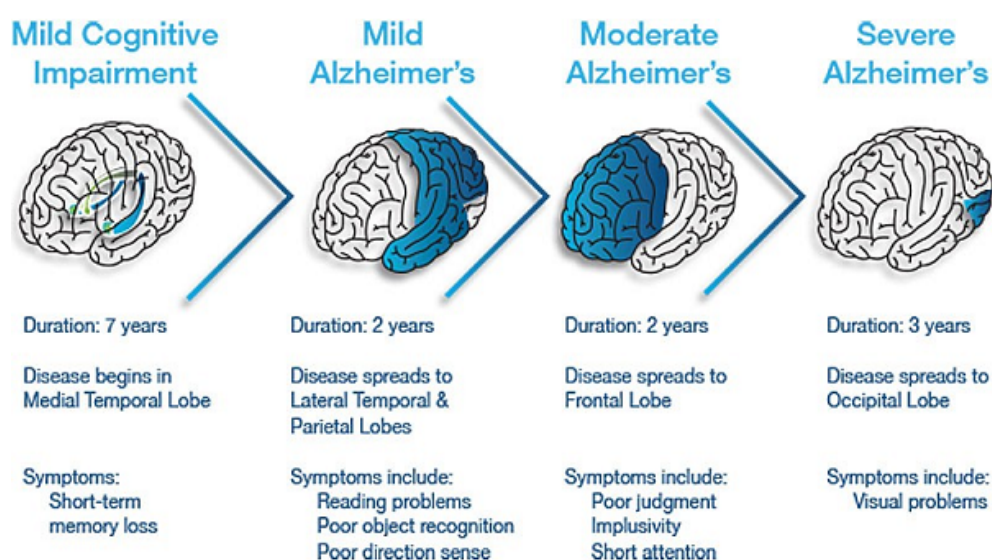 Mild Cognitive
Impairment
Duration: 7 years
Disease begins in
Medial Temporal Lobe
Symptoms:
Short-term
memory loss
Mild
Alzheimer's
Duration: 2 years
Disease spreads to
Lateral Temporal &
Parietal Lobes
Symptoms include:
Reading problems
Poor object recognition
Poor direction sense
Moderate
Alzheimer's
Duration: 2 years
Disease spreads to
Frontal Lobe
Symptoms include:
Poor judgment
Implusivity
Short attention
Severe
Alzheimer's
Duration: 3 years
Disease spreads to
Occipital Lobe
Symptoms include:
Visual problems